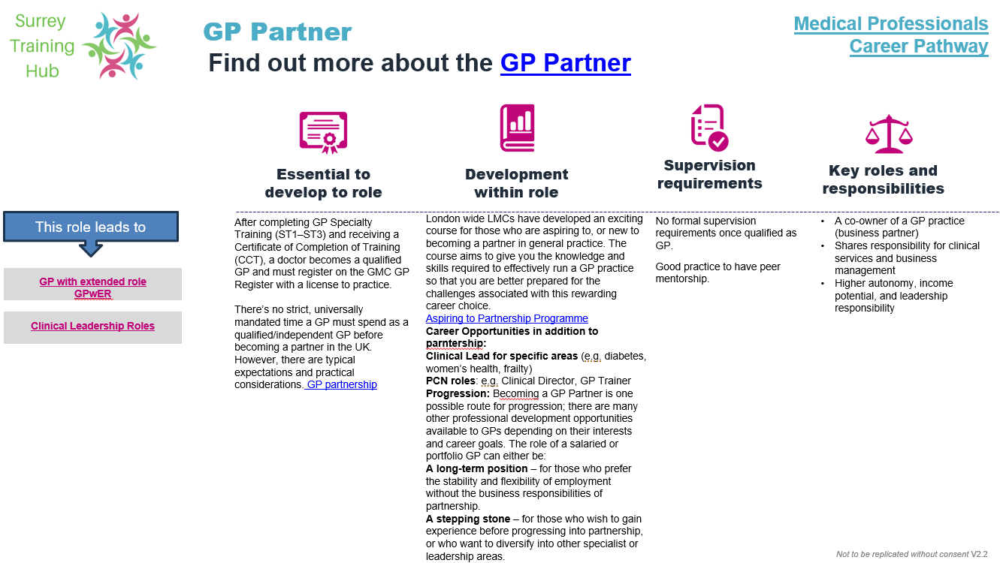 Surrey
Training
Hub
GP Partner
Find out more about the GP Partner
Medical Professionals
Career Pathway
This role leads to
GP with extended role
GPwER
Clinical Leadership Roles
Essential to
develop to role
After completing GP Specialty
Training (ST1–ST3) and receiving a
Certificate of Completion of Training
(CCT), a doctor becomes a qualified
GP and must register on the GMC GP
Register with a license to practice.
There's no strict, universally
mandated time a GP must spend as a
qualified/independent GP before
becoming a partner in the UK.
However, there are typical
expectations and practical
considerations. GP partnership
Development
within role
London wide LMCs have developed an exciting
course for those who are aspiring to, or new to
becoming a partner in general practice. The
course aims to give you the knowledge and
skills required to effectively run a GP practice
so that you are better prepared for the
challenges associated with this rewarding
career choice.
Aspiring to Partnership Programme
Career Opportunities in addition to
parntership:
Clinical Lead for specific areas (e.g. diabetes,
women's health, frailty)
PCN roles: e.g. Clinical Director, GP Trainer
Progression: Becoming a GP Partner is one
possible route for progression; there are many
other professional development opportunities
available to GPs depending on their interests
and career goals. The role of a salaried or
portfolio GP can either be:
A long-term position – for those who prefer
the stability and flexibility of employment
without the business responsibilities of
partnership.
A stepping stone – for those who wish to gain
experience before progressing into partnership,
or who want to diversify into other specialist or
leadership areas.
Supervision
requirements
No formal supervision
requirements once qualified as
GP.
Good practice to have peer
mentorship.
Key roles and
responsibilities
• A co-owner of a GP practice
(business partner)
• Shares responsibility for clinical
services and business
management
• Higher autonomy, income
potential, and leadership
responsibility
Not to be replicated without consent V2.2